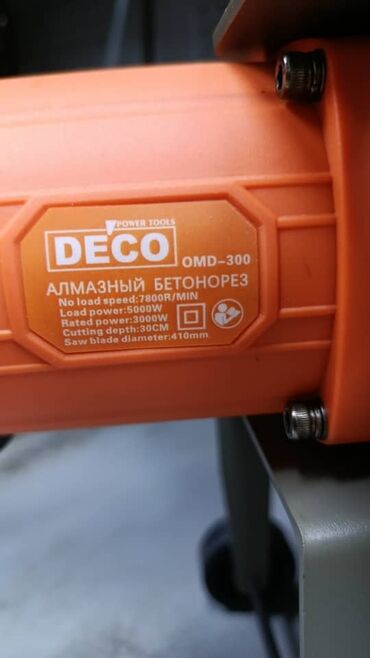 POWER TOOLS
DECO OMD-300
АЛМАЗНЫЙ БЕТОНОРЕЗ
No load speed:7800R/MIN
Load power:5000W
Rated power:3000W
Cutting depth:30CM
Saw blade diameter:410mm